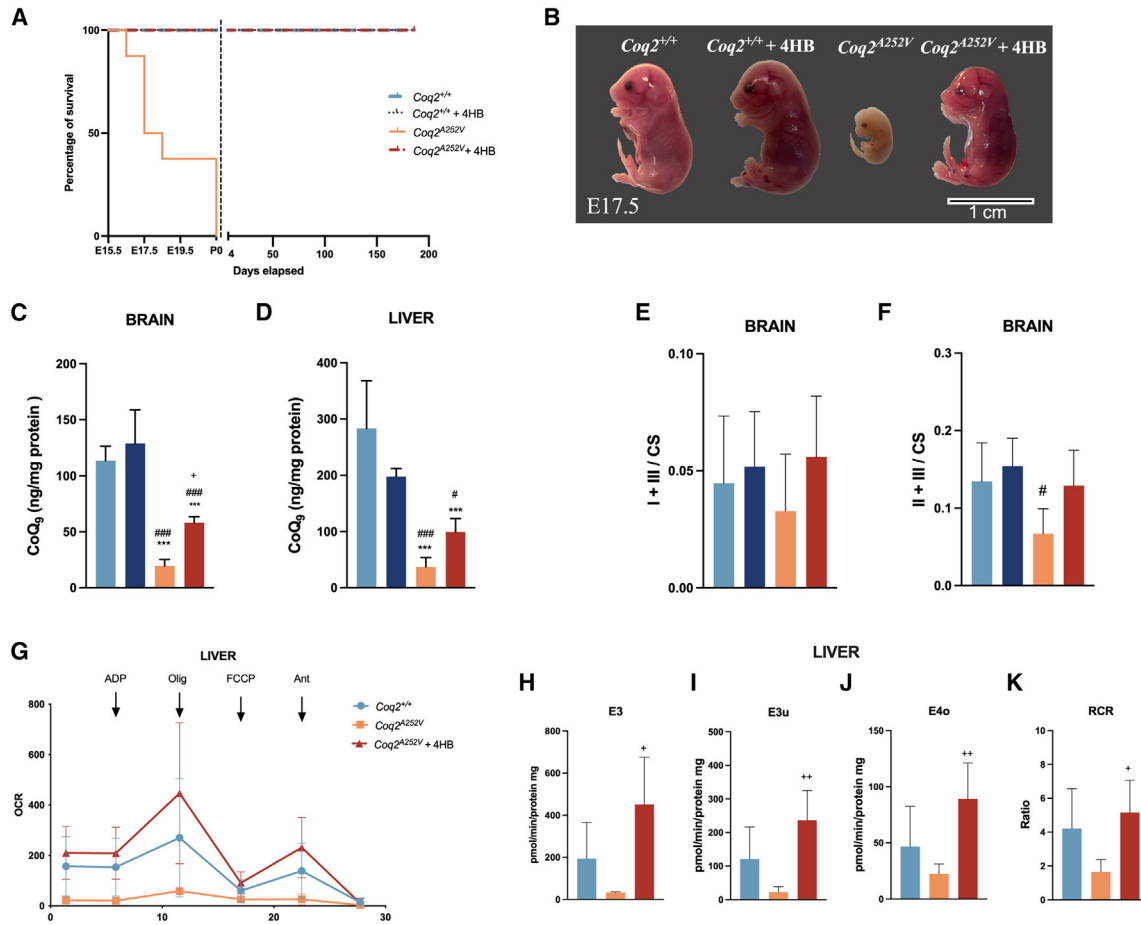 A
Percentage of survival
100
50
0
E15.5 E17.5 E19.5 P0 4 50 100 150 200
Days elapsed
Coq2+/+
Coq2+/+ + 4HB
Coq2A252V
Coq2A252V + 4HB
B
Coq2+/+ Coq2+/+ + 4HB Coq2A252V Coq2A252V + 4HB
E17.5
1 cm
C
BRAIN
CoQ9 (ng/mg protein )
200
150
100
50
0
###
***
+
###
***
D
LIVER
CoQ9 (ng/mg protein)
400
300
200
100
0
###
***
#
***
E
BRAIN
I + III / CS
0.10
0.05
0.00
F
BRAIN
II + III / CS
0.3
0.2
0.1
0.0
#
G
LIVER
ADP Olig FCCP Ant
OCR
800
600
400
200
0
0 10 20 30
Coq2+/+
Coq2A252V
Coq2A252V + 4HB
LIVER
H
E3
pmol/min/protein mg
800
600
400
200
0
+
I
E3u
pmol/min/protein mg
500
400
300
200
100
0
++
J
E4o
pmol/min/protein mg
150
100
50
0
++
K
RCR
Ratio
10
8
6
4
2
0
+